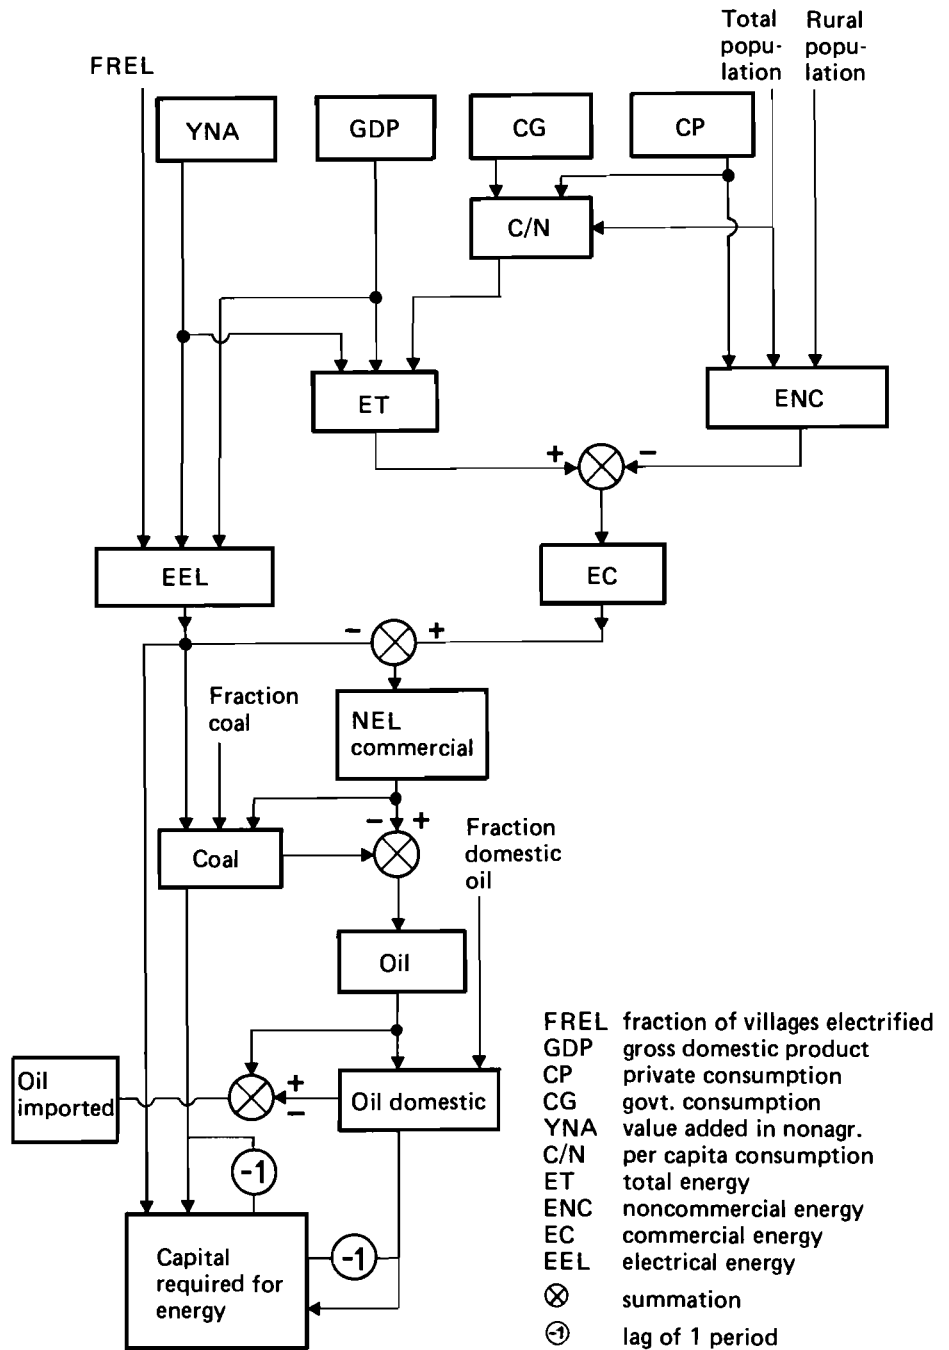 Total
popu-
lation
Rural
popu-
lation
FREL
YNA
GDP
CG
CP
C/N
ET
ENC
+
−
EEL
EC
−
+
Fraction
coal
NEL
commercial
−
+
Fraction
domestic
oil
Coal
Oil
Oil
imported
+
−
Oil domestic
-1
-1
Capital
required for
energy
FREL fraction of villages electrified
GDP gross domestic product
CP private consumption
CG govt. consumption
YNA value added in nonagr.
C/N per capita consumption
ET total energy
ENC noncommercial energy
EC commercial energy
EEL electrical energy
summation
-1 lag of 1 period